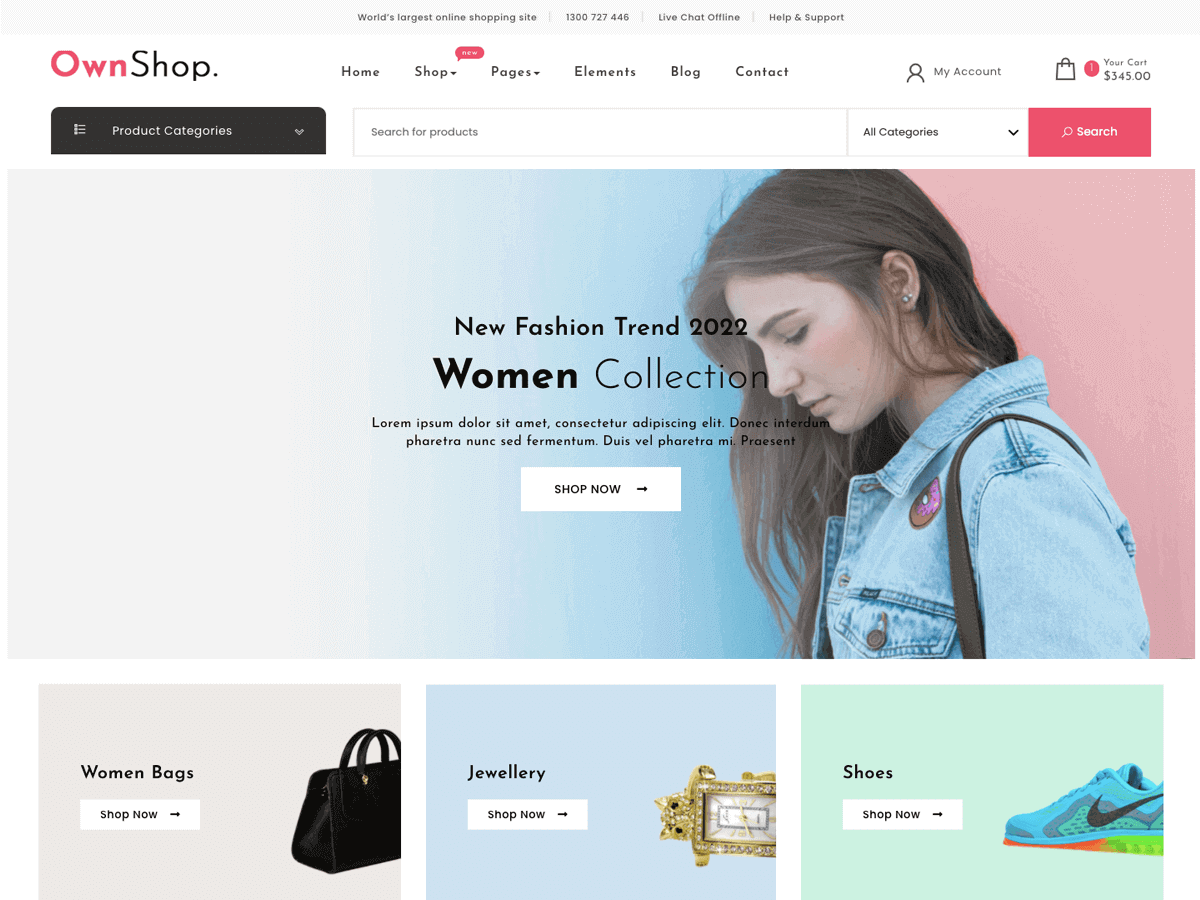 World's largest online shopping site 1300 727 446 Live Chat Offline Help & Support
OwnShop.
new
Home Shop Pages Elements Blog Contact
My Account
1
Your Cart
$345.00
Product Categories
Search for products
All Categories
Search
New Fashion Trend 2022
Women Collection
Lorem ipsum dolor sit amet, consectetur adipiscing elit. Donec interdum
pharetra nunc sed fermentum. Duis vel pharetra mi. Praesent
SHOP NOW
Women Bags
Shop Now
Jewellery
Shop Now
Shoes
Shop Now